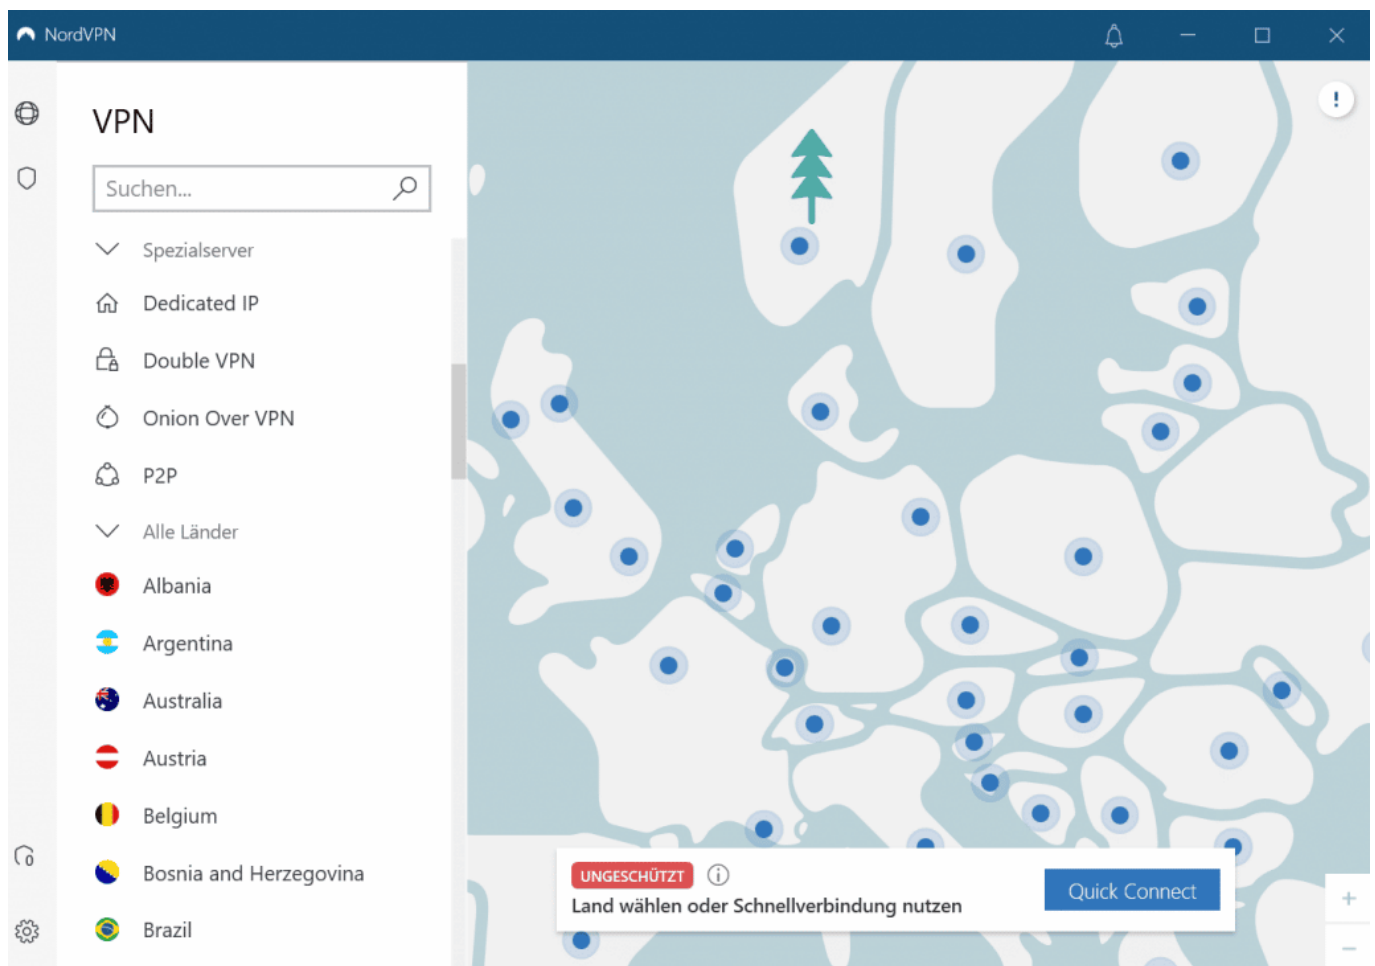 NordVPN
VPN
Suchen...
Spezialserver
Dedicated IP
Double VPN
Onion Over VPN
P2P
Alle Länder
Albania
Argentina
Australia
Austria
Belgium
Bosnia and Herzegovina
Brazil
UNGESCHÜTZT
Land wählen oder Schnellverbindung nutzen
Quick Connect